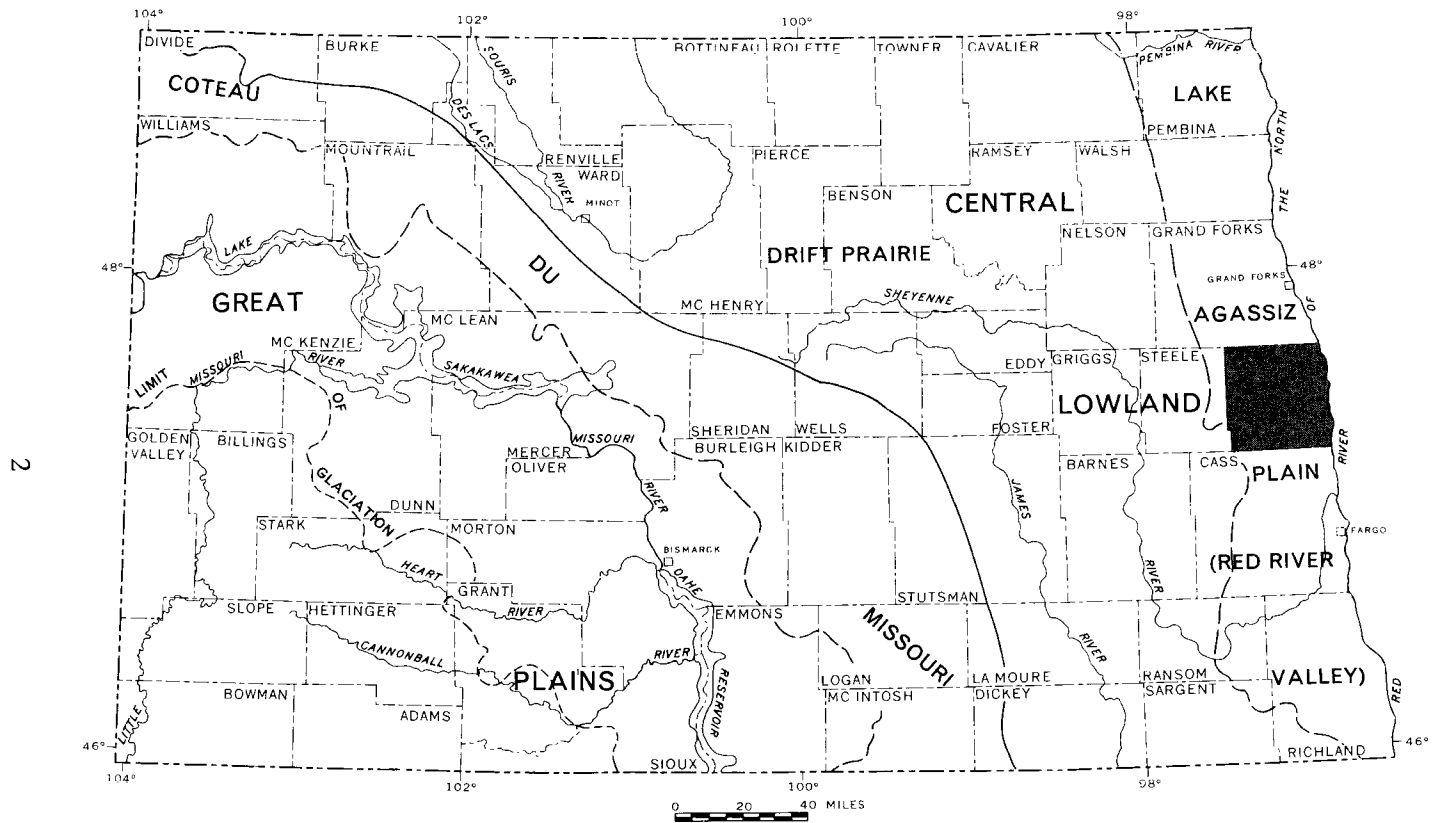 104°
102°
100°
98°
DIVIDE
BURKE
SOURIS
BOTTINEAU
ROLETTE
TOWNER
CAVALIER
PEMBINA RIVER
COTEAU
DES LACS
LAKE
NORTH
WILLIAMS
PEMBINA
MOUNTRAIL
RENVILLE
WARD
RIVER
MINOT
PIERCE
RAMSEY
WALSH
BENSON
CENTRAL
THE
NELSON
GRAND FORKS
LAKE
DRIFT PRAIRIE
48°
48°
DU
GRAND FORKS
GREAT
SHEYENNE
OF
MC HENRY
AGASSIZ
MC LEAN
MC KENZIE
RIVER
SAKAKAWEA
EDDY
GRIGGS
STEELE
LIMIT
MISSOURI
OF
LOWLAND
GOLDEN
VALLEY
BILLINGS
MISSOURI
SHERIDAN
WELLS
FOSTER
RIVER
MERCER
OLIVER
BURLEIGH
KIDDER
BARNES
CASS
PLAIN
2
GLACIATION
RIVER
JAMES
DUNN
STARK
MORTON
FARGO
BISMARCK
HEART
OAHE
RIVER
(RED RIVER
GRANT
STUTSMAN
SLOPE
HETTINGER
RIVER
EMMONS
MISSOURI
CANNONBALL
RIVER
RIVER
PLAINS
LOGAN
MC INTOSH
LA MOURE
DICKEY
RANSOM
SARGENT
VALLEY)
BOWMAN
RESERVOIR
RED
ADAMS
LITTLE
46°
46°
SIOUX
RICHLAND
104°
102°
100°
98°
0 20 40 MILES